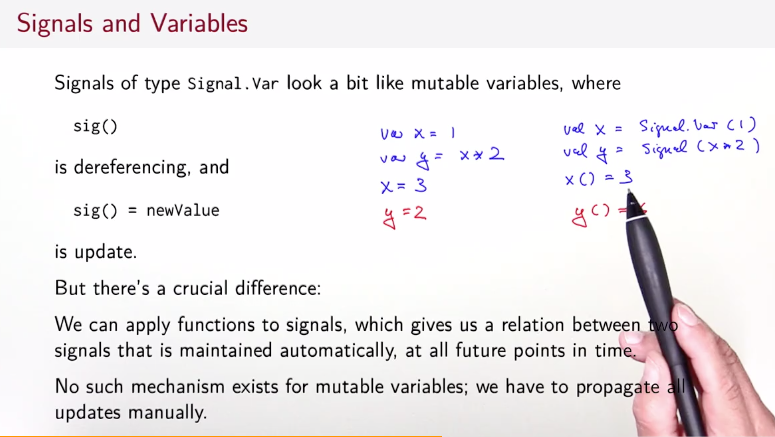 Signals and Variables
Signals of type Signal.Var look a bit like mutable variables, where
sig()
is dereferencing, and
sig() = newValue
is update.
var x = 1
var y = x * 2
x = 3
y = 2
val x = Signal.Var (1)
val y = Signal (x * 2)
x () = 3
y () =
But there's a crucial difference:
We can apply functions to signals, which gives us a relation between two
signals that is maintained automatically, at all future points in time.
No such mechanism exists for mutable variables; we have to propagate all
updates manually.